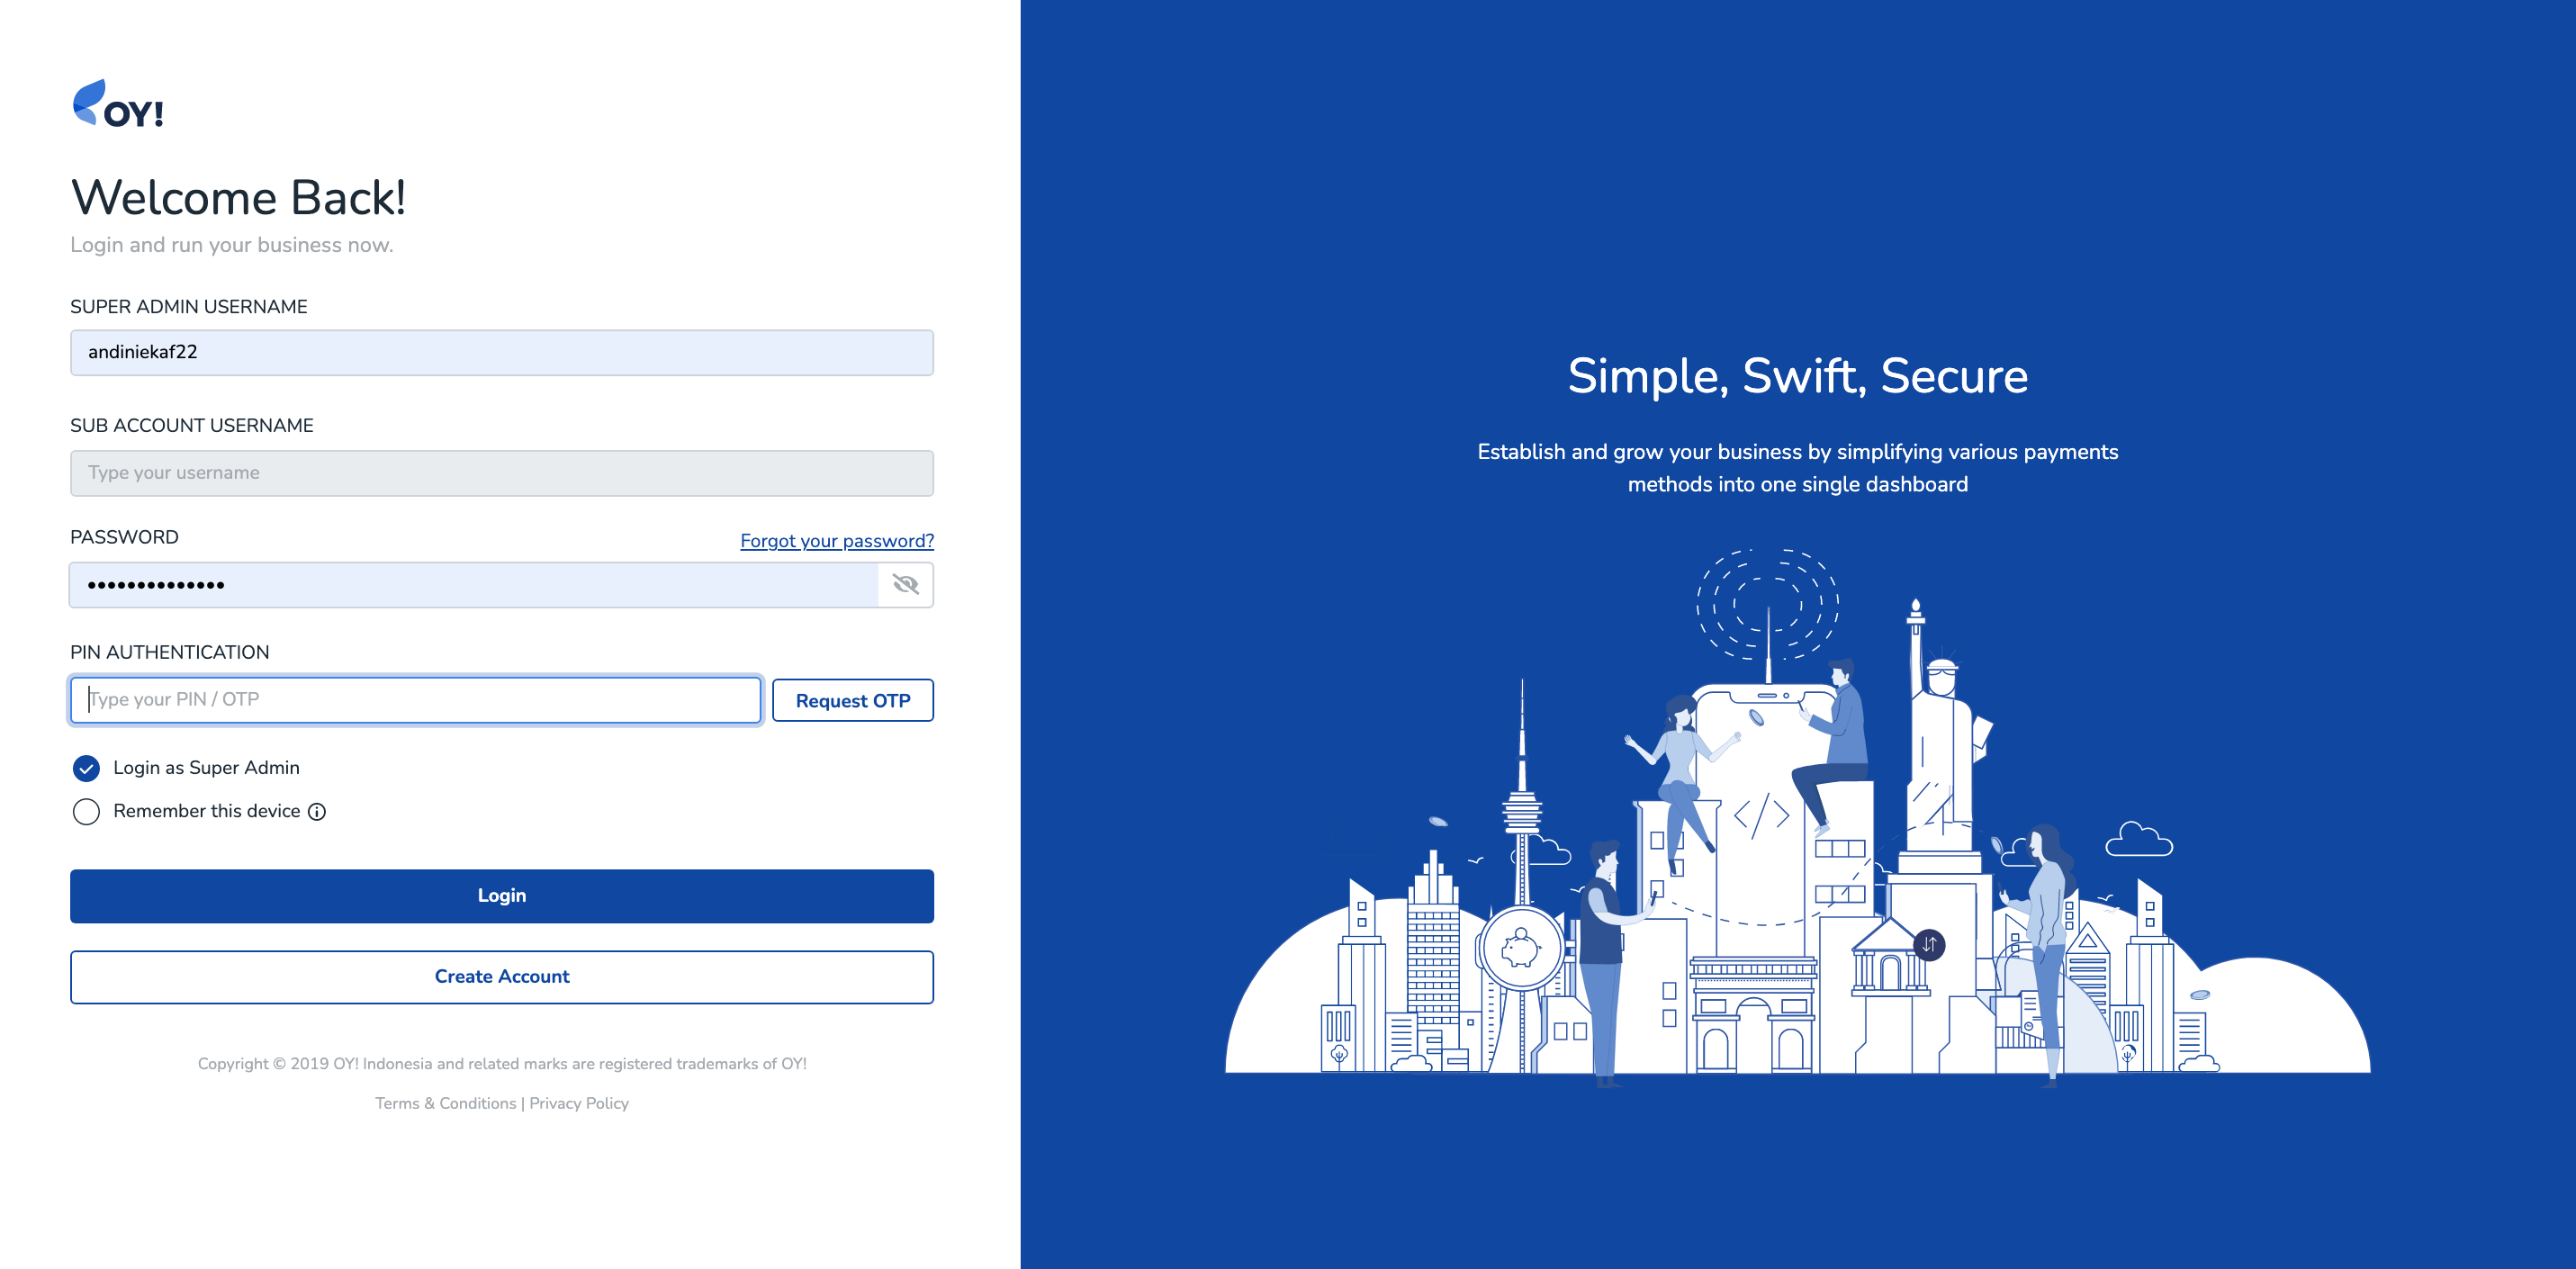 OY!
Welcome Back!
Login and run your business now.
SUPER ADMIN USERNAME
andiniekaf22
SUB ACCOUNT USERNAME
Type your username
PASSWORD
Forgot your password?
••••••••••••••
PIN AUTHENTICATION
Type your PIN / OTP
Request OTP
Login as Super Admin
Remember this device
Login
Create Account
Copyright © 2019 OY! Indonesia and related marks are registered trademarks of OY!
Terms & Conditions | Privacy Policy
Simple, Swift, Secure
Establish and grow your business by simplifying various payments
methods into one single dashboard
</>